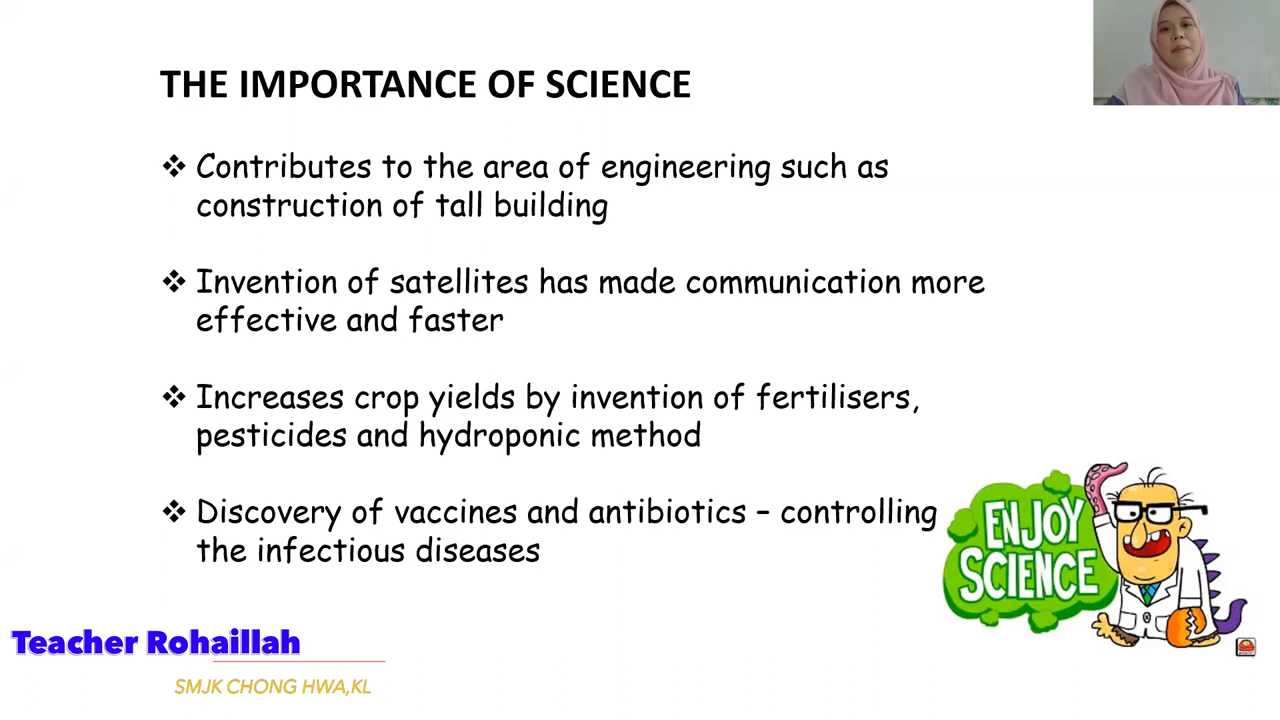 THE IMPORTANCE OF SCIENCE
❖ Contributes to the area of engineering such as
construction of tall building
❖ Invention of satellites has made communication more
effective and faster
❖ Increases crop yields by invention of fertilisers,
pesticides and hydroponic method
❖ Discovery of vaccines and antibiotics – controlling
the infectious diseases
ENJOY
SCIENCE
Teacher Rohaillah
SMJK CHONG HWA,KL